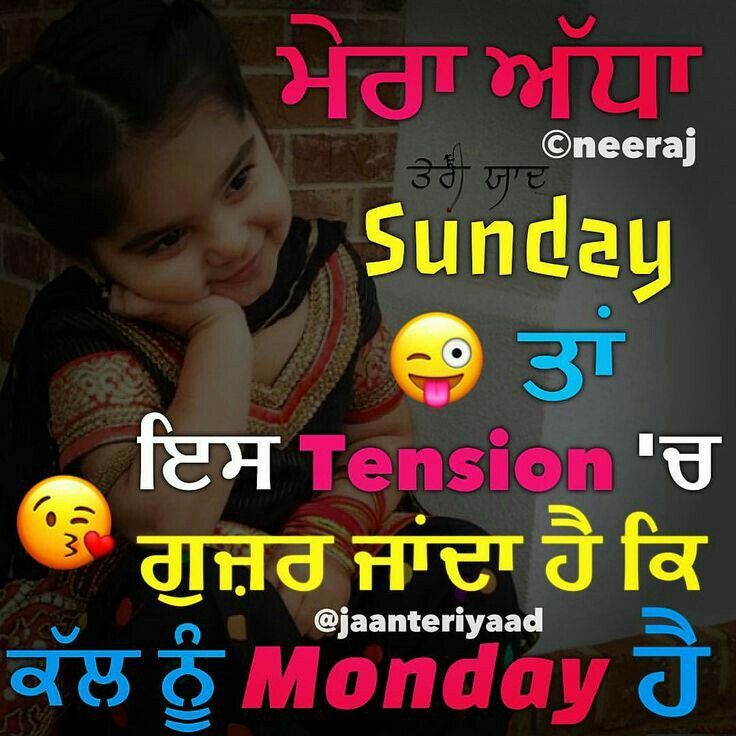 ਮੇਰਾ ਅੱਧਾ
©neeraj
ਤੇਰੀ ਯਾਦ
Sunday
ਤਾਂ
ਇਸ Tension 'ਚ
ਗੁਜ਼ਰ ਜਾਂਦਾ ਹੈ ਕਿ
@jaanteriyaad
ਕੱਲ ਨੂੰ Monday ਹੈ